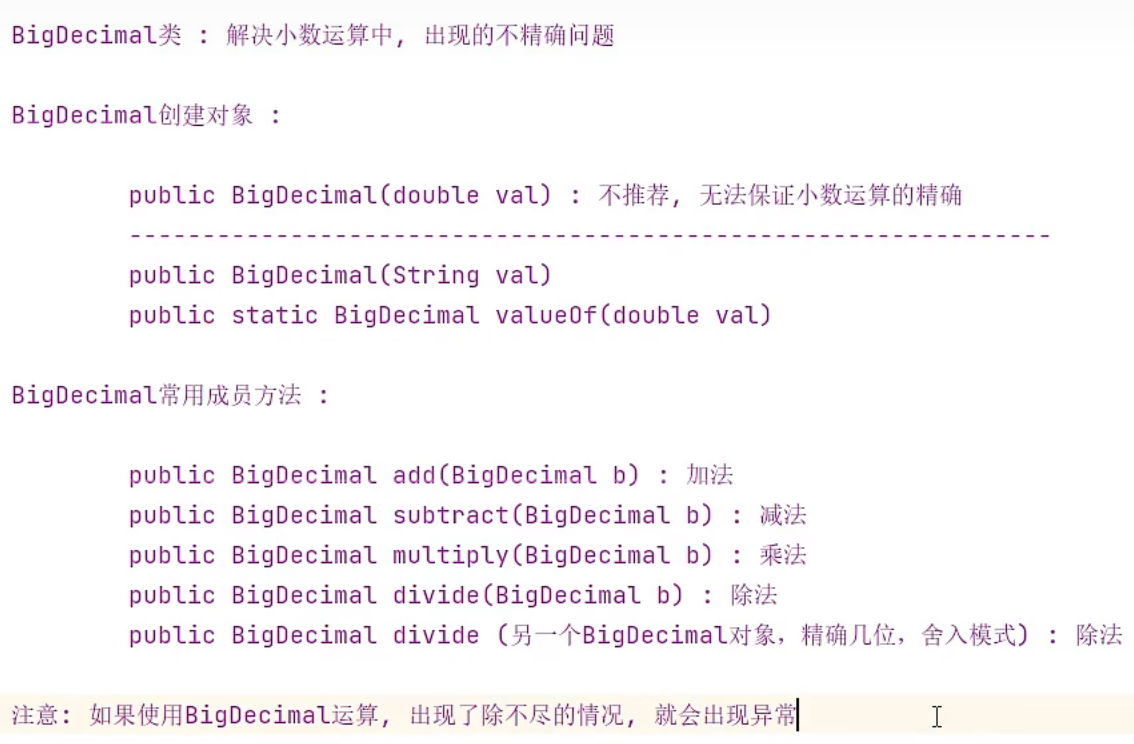 BigDecimal类 : 解决小数运算中, 出现的不精确问题
BigDecimal创建对象 :
public BigDecimal(double val) : 不推荐, 无法保证小数运算的精确
---------------------------------------------------------------
public BigDecimal(String val)
public static BigDecimal valueOf(double val)
BigDecimal常用成员方法 :
public BigDecimal add(BigDecimal b) : 加法
public BigDecimal subtract(BigDecimal b) : 减法
public BigDecimal multiply(BigDecimal b) : 乘法
public BigDecimal divide(BigDecimal b) : 除法
public BigDecimal divide (另一个BigDecimal对象，精确几位，舍入模式) : 除法
注意: 如果使用BigDecimal运算, 出现了除不尽的情况, 就会出现异常